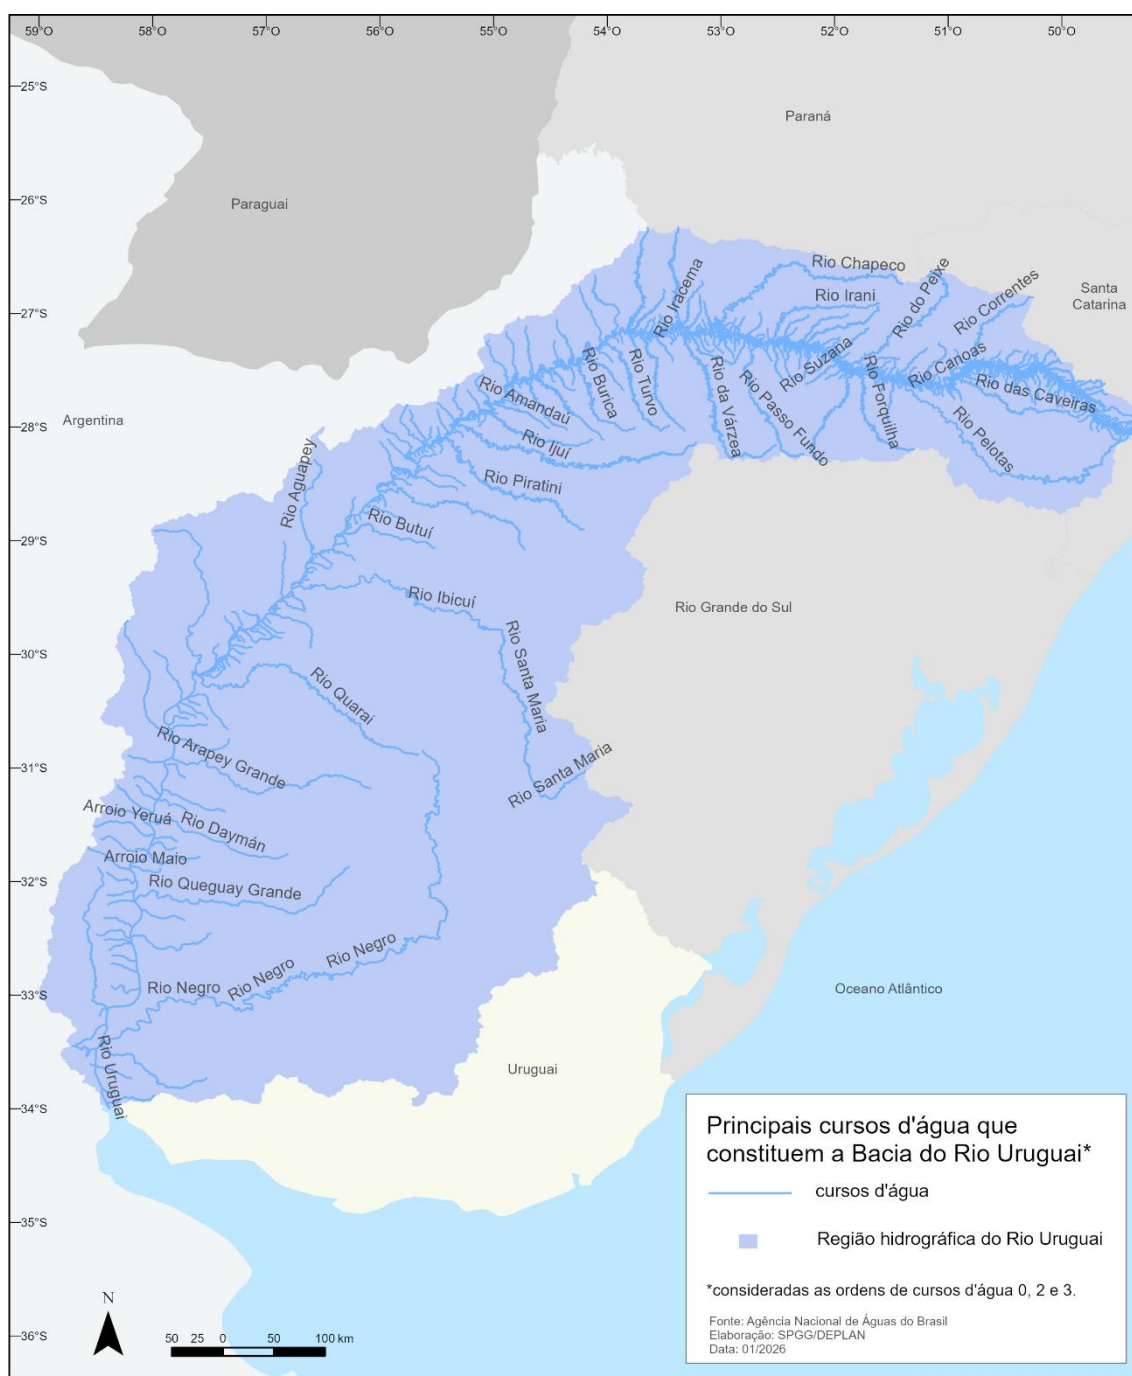 59°O
58°O
57°O
56°O
55°O
54°O
53°O
52°O
51°O
50°O
25°S
26°S
27°S
28°S
29°S
30°S
31°S
32°S
33°S
34°S
35°S
36°S
Paraná
Paraguai
Santa
Catarina
Argentina
Rio Chapeco
Rio Irani
Rio do Peixe
Rio Correntes
Rio Iracema
Rio Suzana
Rio Canoas
Rio das Caveiras
Rio Burica
Rio Turvo
Rio da Várzea
Rio Passo Fundo
Rio Forquilha
Rio Pelotas
Rio Amandaú
Rio Ijuí
Rio Piratini
Rio Aguapey
Rio Butuí
Rio Ibicuí
Rio Grande do Sul
Rio Santa Maria
Rio Quarai
Rio Arapey Grande
Rio Santa Maria
Arroio Yeruá
Rio Daymán
Arroio Maio
Rio Queguay Grande
Rio Negro
Rio Negro
Rio Negro
Oceano Atlântico
Rio Uruguai
Uruguai
Principais cursos d'água que
constituem a Bacia do Rio Uruguai*
cursos d'água
Região hidrográfica do Rio Uruguai
*consideradas as ordens de cursos d'água 0, 2 e 3.
Fonte: Agência Nacional de Águas do Brasil
Elaboração: SPGG/DEPLAN
Data: 01/2026
N
50 25 0 50 100 km